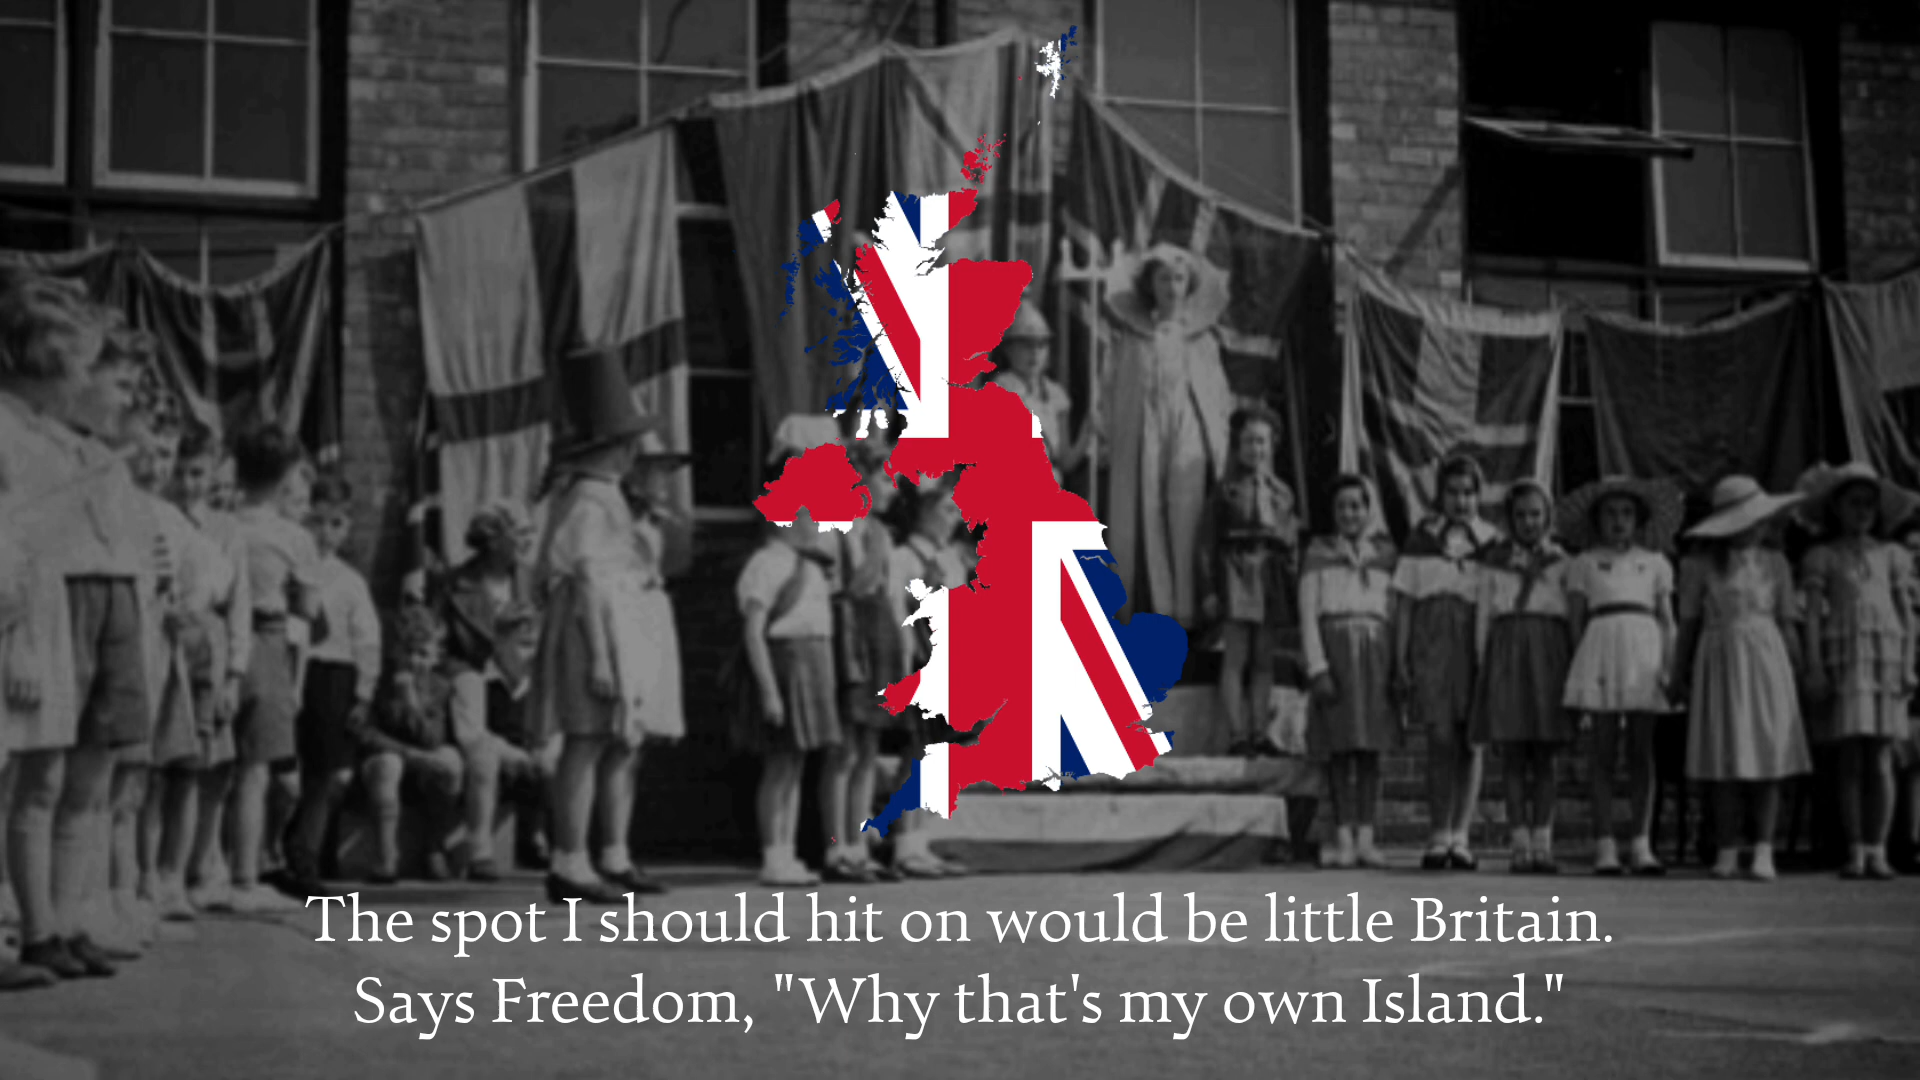 The spot I should hit on would be little Britain.
Says Freedom, "Why that's my own Island."